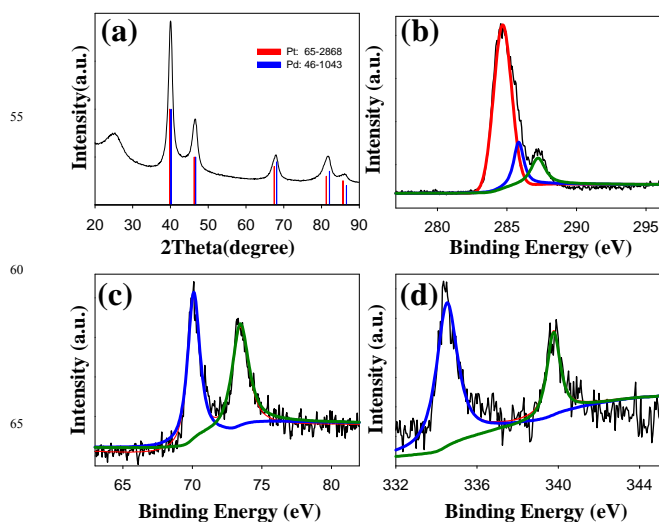 55
60
65
(a)
Pt: 65-2868
Pd: 46-1043
Intensity(a.u.)
20 30 40 50 60 70 80 90
2Theta(degree)
(b)
Intensity (a.u.)
280 285 290 295
Binding Energy (eV)
(c)
Intensity (a.u.)
65 70 75 80
Binding Energy (eV)
(d)
Intensity (a.u.)
332 336 340 344
Binding Energy (eV)